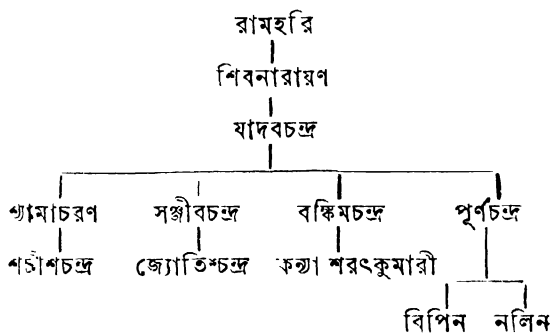 রামহরি
শিবনারায়ণ
যাদবচন্দ্র
শ্যামাচরণ সঞ্জীবচন্দ্র বঙ্কিমচন্দ্র পূর্ণচন্দ্র
শচীশচন্দ্র জ্যোতিশ্চন্দ্র কন্যা শরৎকুমারী
বিপিন নলিন